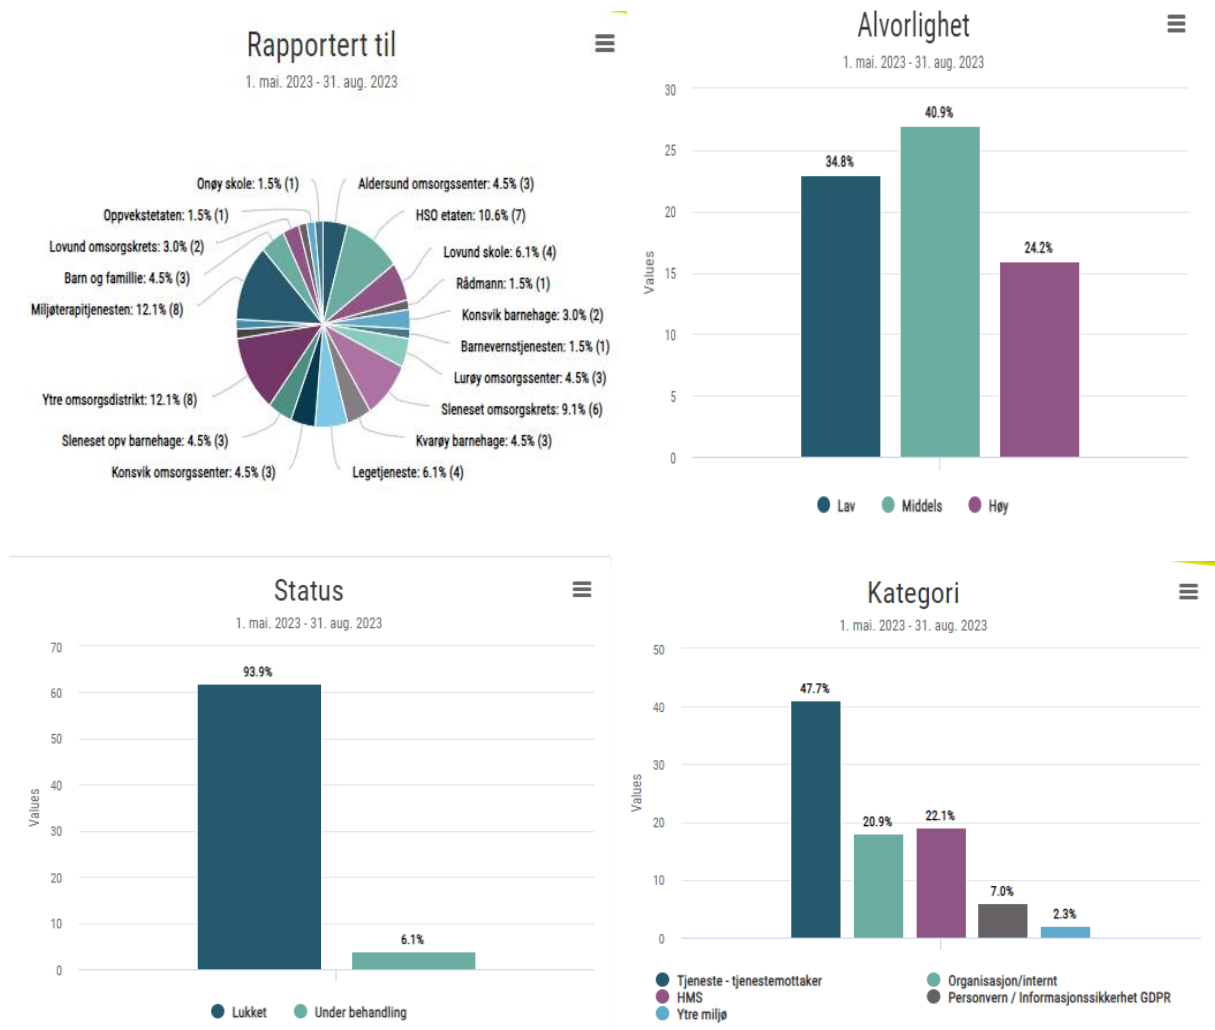 Rapportert til
1. mai. 2023 - 31. aug. 2023
Onøy skole: 1.5% (1)
Aldersund omsorgssenter: 4.5% (3)
Oppvekstetaten: 1.5% (1)
HSO etaten: 10.6% (7)
Lovund omsorgskrets: 3.0% (2)
Lovund skole: 6.1% (4)
Barn og famillie: 4.5% (3)
Rådmann: 1.5% (1)
Miljøterapitjenesten: 12.1% (8)
Konsvik barnehage: 3.0% (2)
Barnevernstjenesten: 1.5% (1)
Lurøy omsorgssenter: 4.5% (3)
Ytre omsorgsdistrikt: 12.1% (8)
Sleneset omsorgskrets: 9.1% (6)
Sleneset opv barnehage: 4.5% (3)
Kvarøy barnehage: 4.5% (3)
Konsvik omsorgssenter: 4.5% (3)
Legetjeneste: 6.1% (4)
Alvorlighet
1. mai. 2023 - 31. aug. 2023
Values
30
25
20
15
10
5
0
34.8%
40.9%
24.2%
Lav
Middels
Høy
Status
1. mai. 2023 - 31. aug. 2023
Values
70
60
50
40
30
20
10
0
93.9%
6.1%
Lukket
Under behandling
Kategori
1. mai. 2023 - 31. aug. 2023
Values
50
40
30
20
10
0
47.7%
20.9%
22.1%
7.0%
2.3%
Tjeneste - tjenestemottaker
Organisasjon/internt
HMS
Personvern / Informasjonssikkerhet GDPR
Ytre miljø